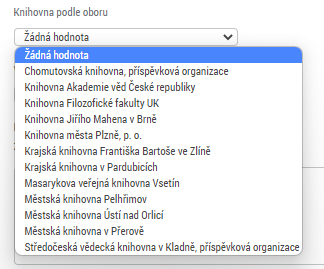 Knihovna podle oboru
Žádná hodnota
Žádná hodnota
Chomutovská knihovna, příspěvková organizace
Knihovna Akademie věd České republiky
Knihovna Filozofické fakulty UK
Knihovna Jiřího Mahena v Brně
Knihovna města Plzně, p. o.
Krajská knihovna Františka Bartoše ve Zlíně
Krajská knihovna v Pardubicích
Masarykova veřejná knihovna Vsetín
Městská knihovna Pelhřimov
Městská knihovna Ústí nad Orlicí
Městská knihovna v Přerově
Středočeská vědecká knihovna v Kladně, příspěvková organizace